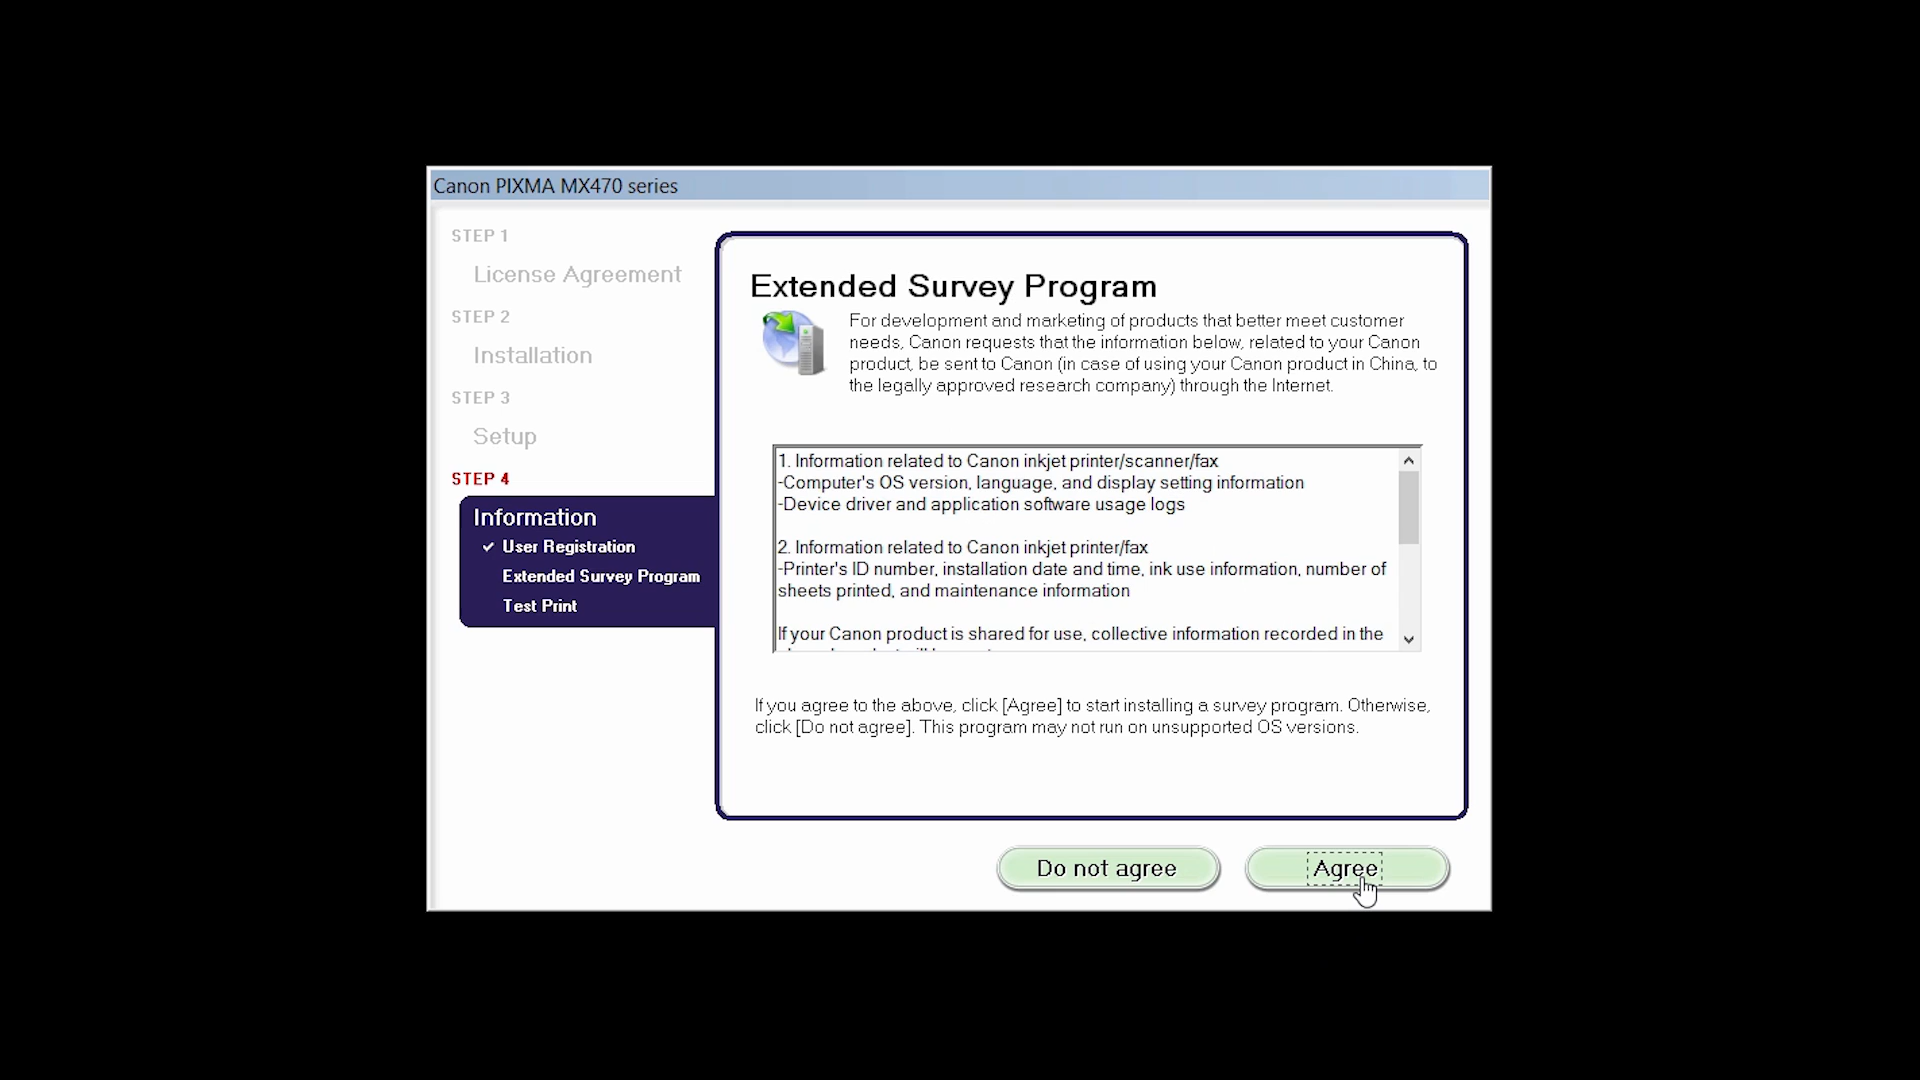 Canon PIXMA MX470 series
STEP 1
License Agreement
STEP 2
Installation
STEP 3
Setup
STEP 4
Information
User Registration
Extended Survey Program
Test Print
Extended Survey Program
For development and marketing of products that better meet customer
needs, Canon requests that the information below, related to your Canon
product, be sent to Canon (in case of using your Canon product in China, to
the legally approved research company) through the Internet.
1. Information related to Canon inkjet printer/scanner/fax
-Computer's OS version, language, and display setting information
-Device driver and application software usage logs
2. Information related to Canon inkjet printer/fax
-Printer's ID number, installation date and time, ink use information, number of
sheets printed, and maintenance information
If your Canon product is shared for use, collective information recorded in the
If you agree to the above, click [Agree] to start installing a survey program. Otherwise,
click [Do not agree]. This program may not run on unsupported OS versions.
Do not agree
Agree